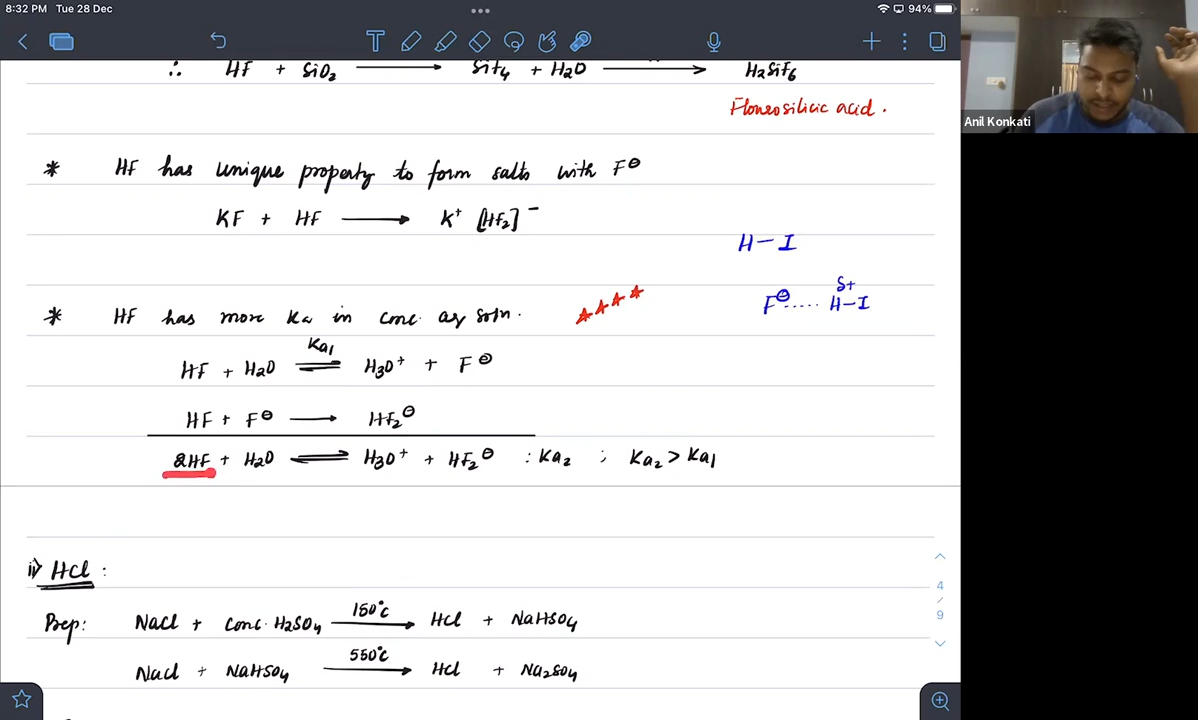 8:32 PM Tue 28 Dec
94%
∴ HF + SiO₂ ⟶ SiF₄ + H₂O ⟶ H₂SiF₆
Floneosilicic acid.
Anil Konkati
* HF has unique property to form salts with F⊖
KF + HF ⟶ K⁺ [HF₂]⁻
H–I
F⊖ ..... H–I
δ+
* HF has more Ka in conc. aq soln.
HF + H₂O ⇌ H₃O⁺ + F⊖
Ka₁
HF + F⊖ ⟶ HF₂⊖
2HF + H₂O ⇌ H₃O⁺ + HF₂⊖ : Ka₂ ; Ka₂ > Ka₁
ii) HCl :
Prep: NaCl + conc. H₂SO₄ ⟶ HCl + NaHSO₄
150°c
NaCl + NaHSO₄ ⟶ HCl + Na₂SO₄
550°c
4
/
9